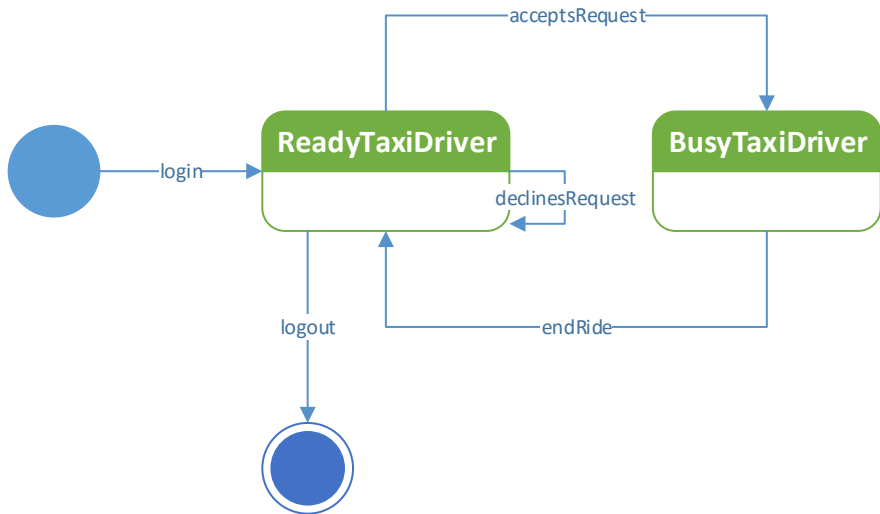 acceptsRequest
ReadyTaxiDriver
BusyTaxiDriver
login
declinesRequest
logout
endRide